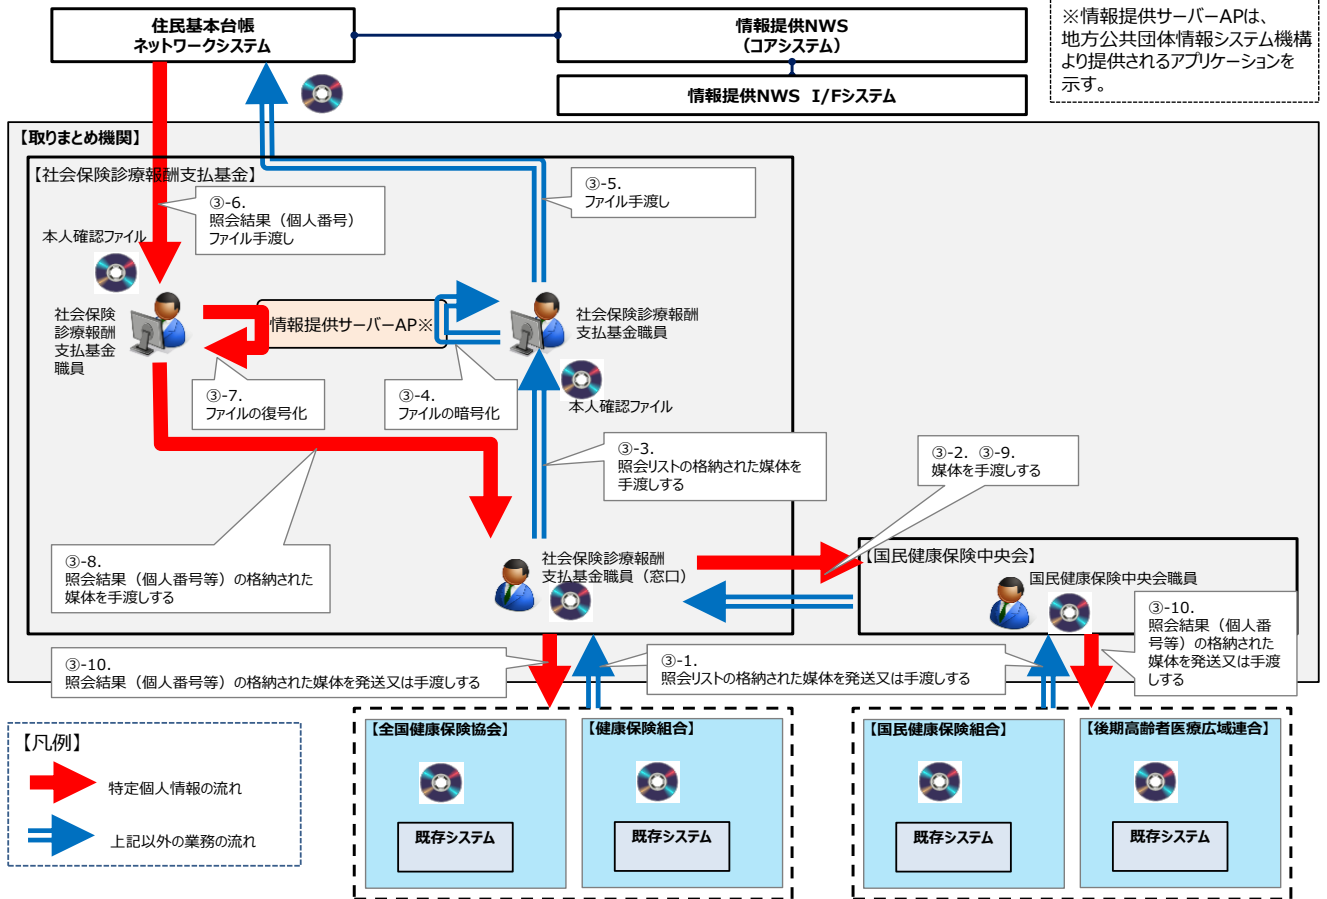 住民基本台帳
ネットワークシステム
情報提供NWS
（コアシステム）
情報提供NWS I/Fシステム
※情報提供サーバーAPは、
地方公共団体情報システム機構
より提供されるアプリケーションを
示す。
【取りまとめ機関】
【社会保険診療報酬支払基金】
③-6.
照会結果（個人番号）
ファイル手渡し
③-5.
ファイル手渡し
本人確認ファイル
社会保険
診療報酬
支払基金
職員
情報提供サーバーAP※
社会保険診療報酬
支払基金職員
③-7.
ファイルの復号化
③-4.
ファイルの暗号化
本人確認ファイル
③-3.
照会リストの格納された媒体を
手渡しする
③-2. ③-9.
媒体を手渡しする
③-8.
照会結果（個人番号等）の格納された
媒体を手渡しする
社会保険診療報酬
支払基金職員（窓口）
【国民健康保険中央会】
国民健康保険中央会職員
③-10.
照会結果（個人番
号等）の格納された
媒体を発送又は手渡
しする
③-10.
照会結果（個人番号等）の格納された媒体を発送又は手渡しする
③-1.
照会リストの格納された媒体を発送又は手渡しする
【凡例】
特定個人情報の流れ
上記以外の業務の流れ
【全国健康保険協会】
既存システム
【健康保険組合】
既存システム
【国民健康保険組合】
既存システム
【後期高齢者医療広域連合】
既存システム